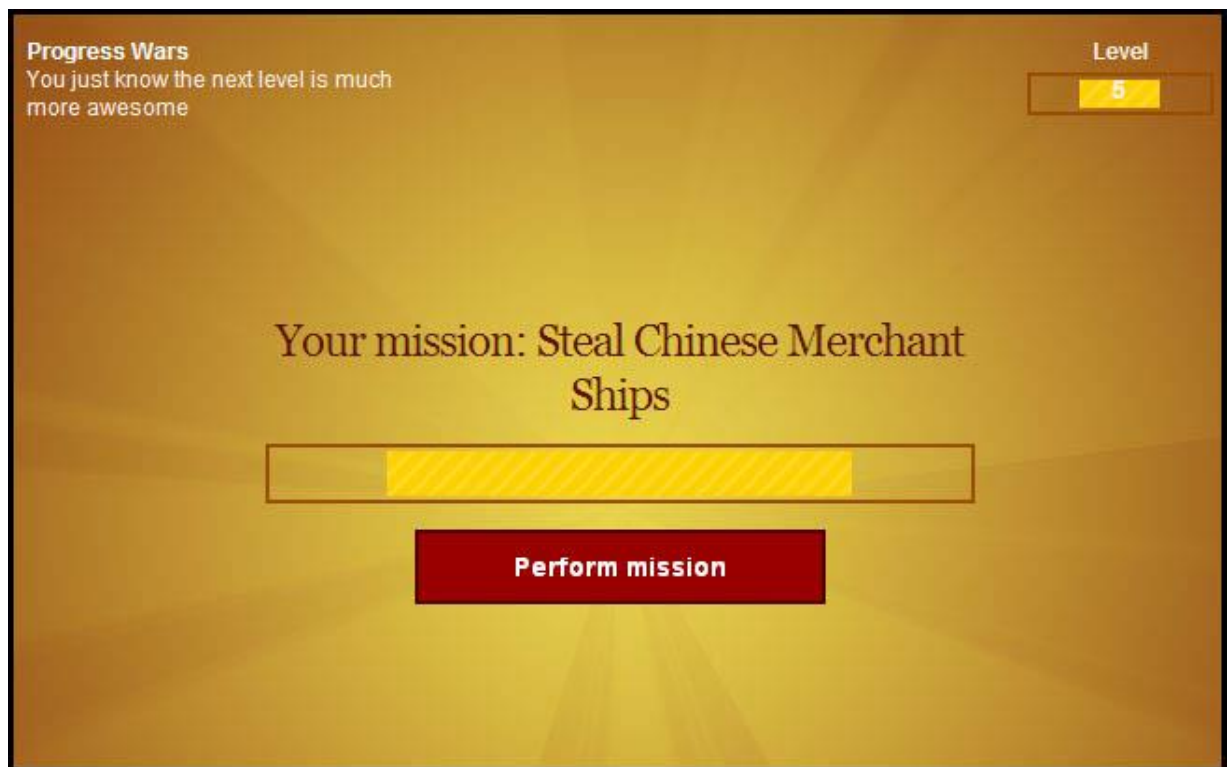 Progress Wars
You just know the next level is much
more awesome
Level
5
Your mission: Steal Chinese Merchant
Ships
Perform mission